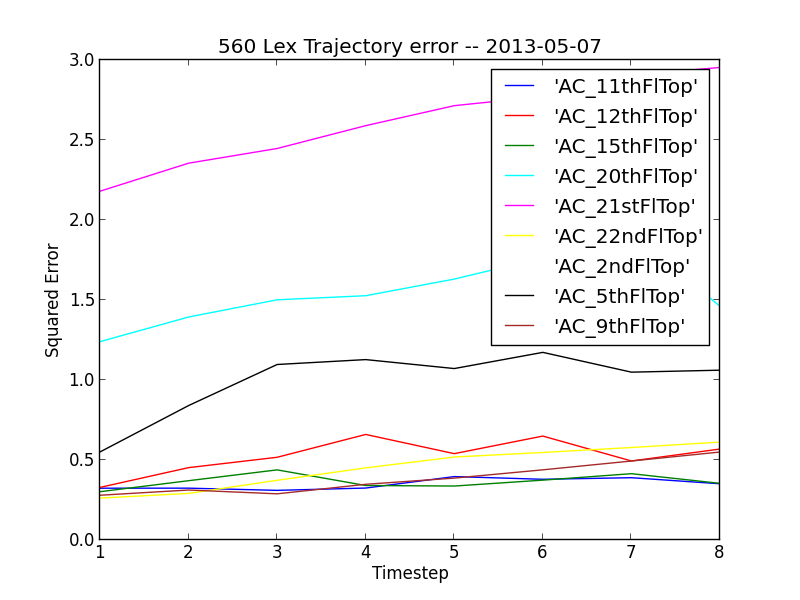 560 Lex Trajectory error -- 2013-05-07
3.0
2.5
2.0
1.5
1.0
0.5
0.0
Squared Error
'AC_11thFlTop'
'AC_12thFlTop'
'AC_15thFlTop'
'AC_20thFlTop'
'AC_21stFlTop'
'AC_22ndFlTop'
'AC_2ndFlTop'
'AC_5thFlTop'
'AC_9thFlTop'
1 2 3 4 5 6 7 8
Timestep